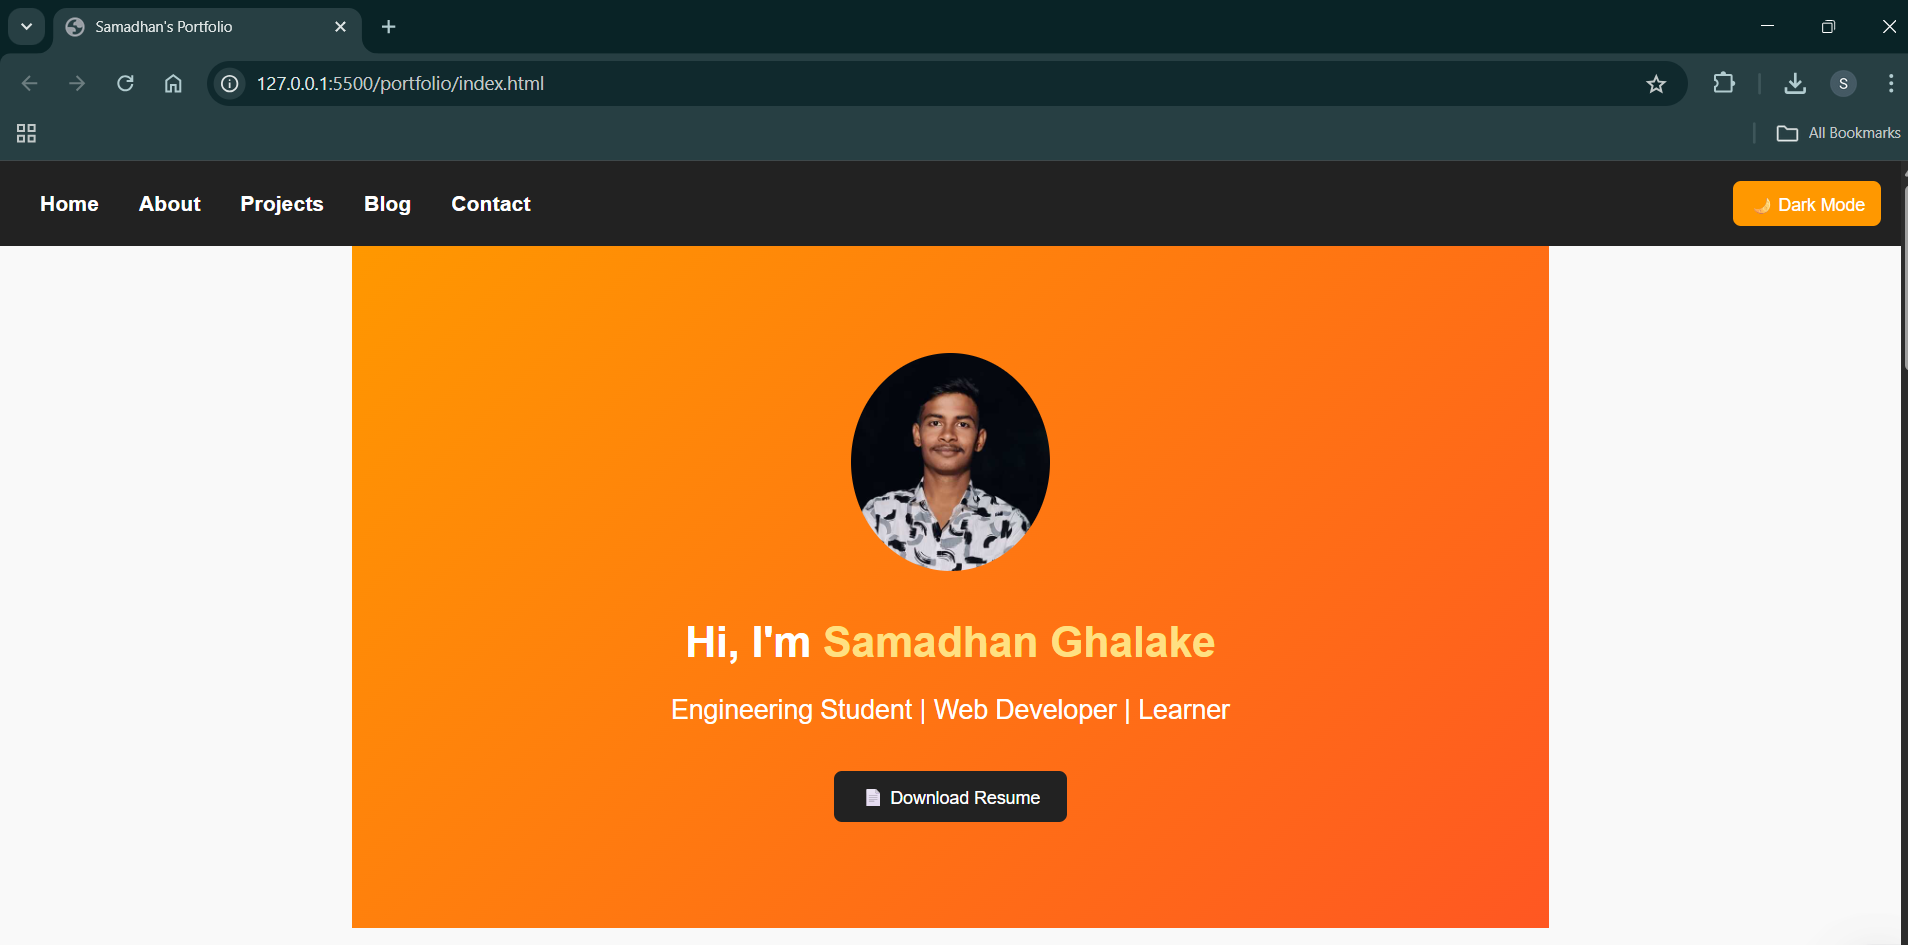 Samadhan's Portfolio
127.0.0.1:5500/portfolio/index.html
S
All Bookmarks
Home About Projects Blog Contact 🌙 Dark Mode
Hi, I'm Samadhan Ghalake
Engineering Student | Web Developer | Learner
📄 Download Resume